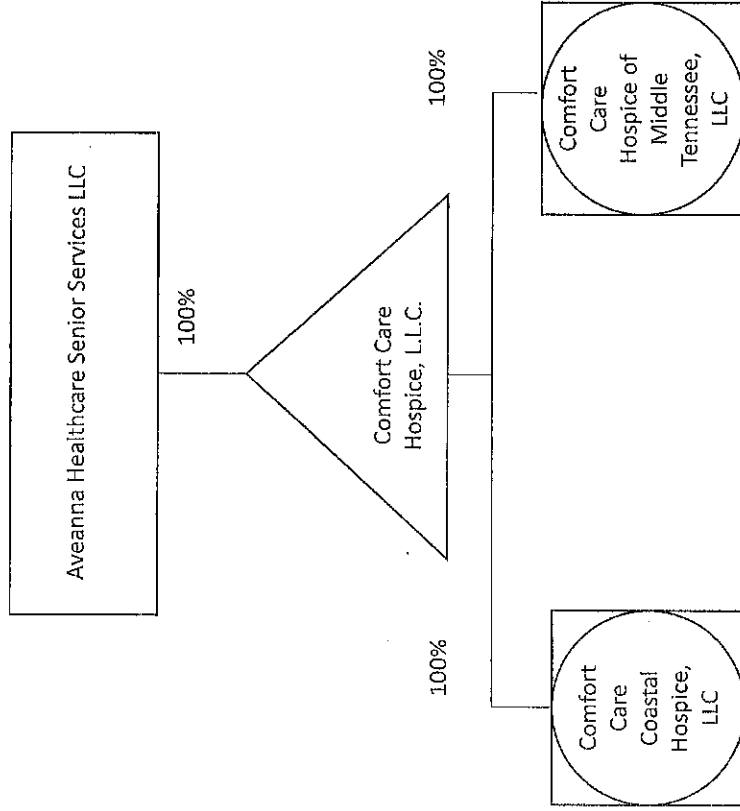 Aveanna Healthcare Senior Services LLC
100%
Comfort Care
Hospice, L.L.C.
100%
100%
Comfort
Care
Coastal
Hospice,
LLC
Comfort
Care
Hospice of
Middle
Tennessee,
LLC